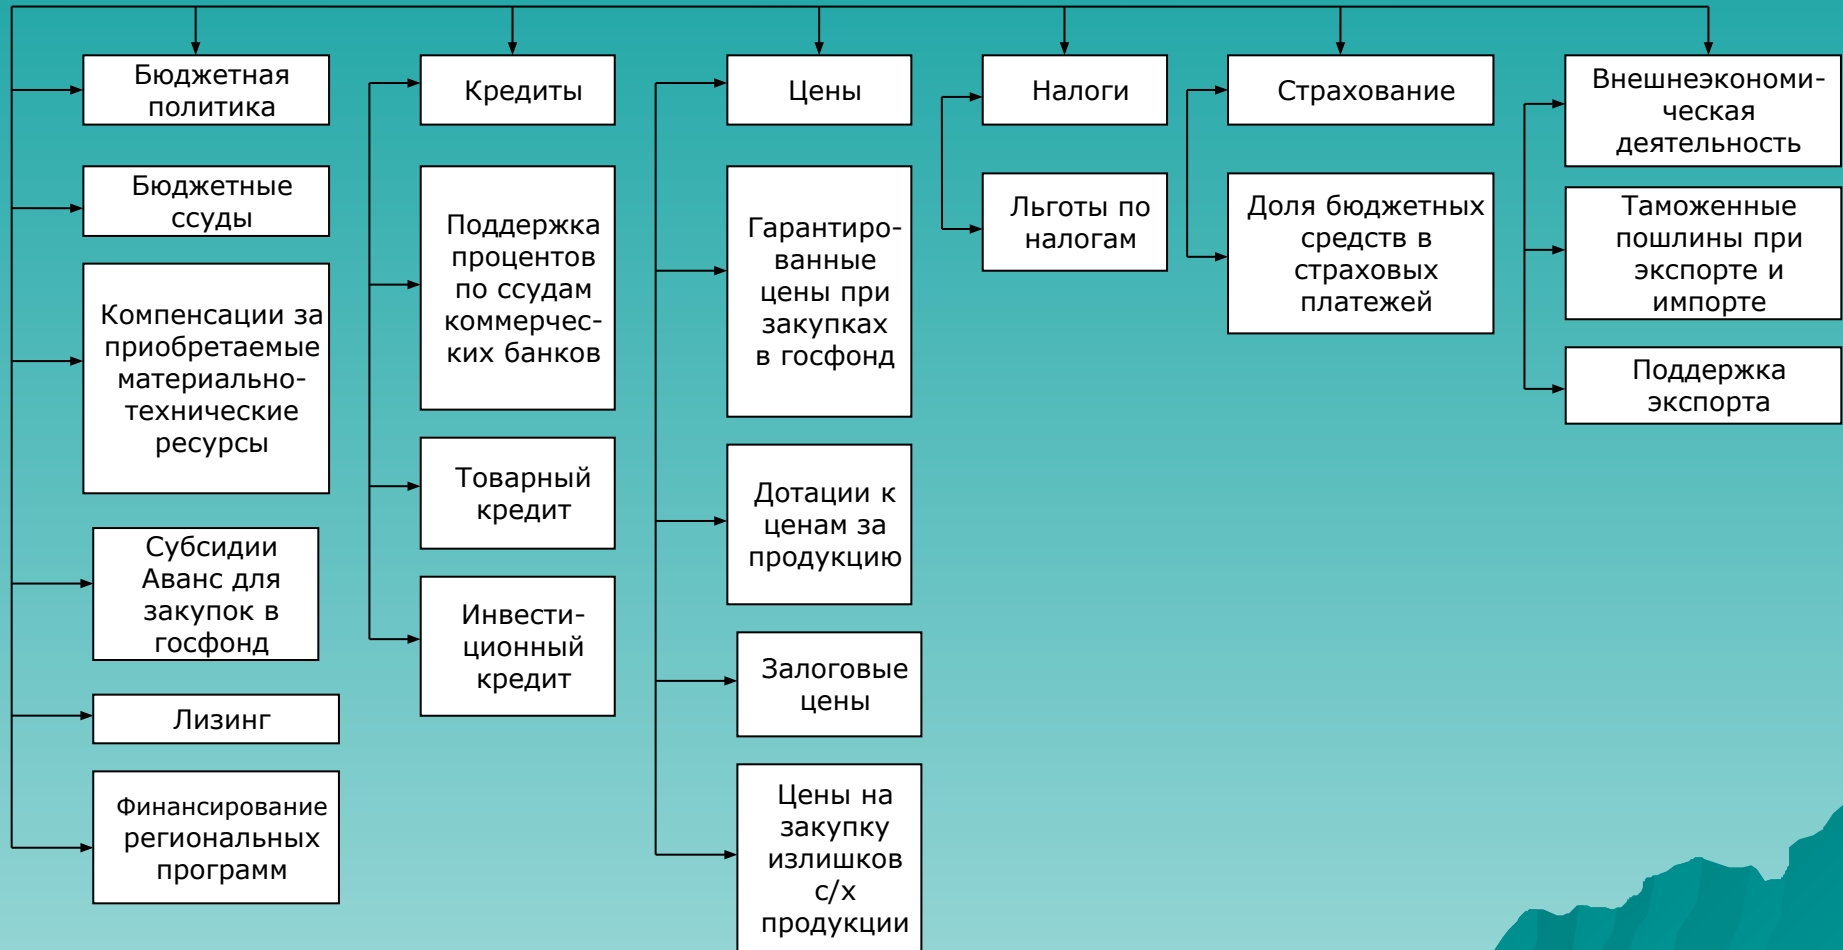 Бюджетная
политика
Бюджетные
ссуды
Компенсации за
приобретаемые
материально-
технические
ресурсы
Субсидии
Аванс для
закупок в
госфонд
Лизинг
Финансирование
региональных
программ
Кредиты
Поддержка
процентов
по ссудам
коммерчес-
ких банков
Товарный
кредит
Инвести-
ционный
кредит
Цены
Гарантиро-
ванные
цены при
закупках
в госфонд
Дотации к
ценам за
продукцию
Залоговые
цены
Цены на
закупку
излишков
с/х
продукции
Налоги
Льготы по
налогам
Страхование
Доля бюджетных
средств в
страховых
платежей
Внешнеэкономи-
ческая
деятельность
Таможенные
пошлины при
экспорте и
импорте
Поддержка
экспорта